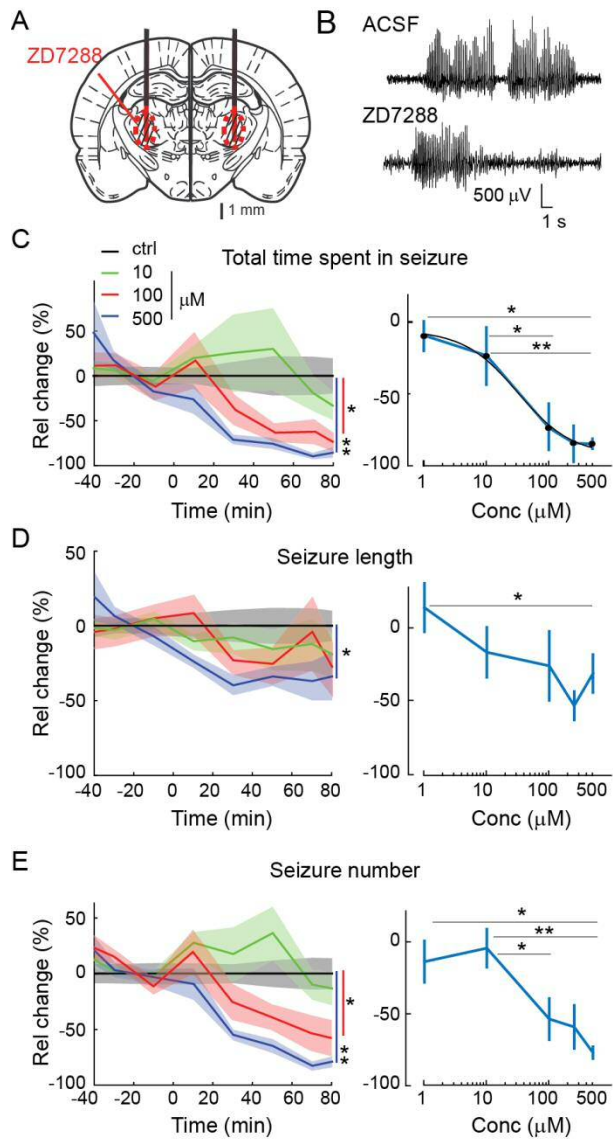 A
ZD7288
1 mm
B
ACSF
ZD7288
500 μV
1 s
C
Total time spent in seizure
ctrl
10
100
500
μM
Rel change (%)
50
0
-50
-100
-40 -20 0 20 40 60 80
Time (min)
*
**
0
-50
-100
*
*
**
1 10 100 500
Conc (μM)
D
Seizure length
Rel change (%)
50
0
-50
-100
-40 -20 0 20 40 60 80
Time (min)
*
0
-50
-100
*
1 10 100 500
Conc (μM)
E
Seizure number
Rel change (%)
50
0
-50
-100
-40 -20 0 20 40 60 80
Time (min)
*
**
0
-50
-100
*
**
*
1 10 100 500
Conc (μM)